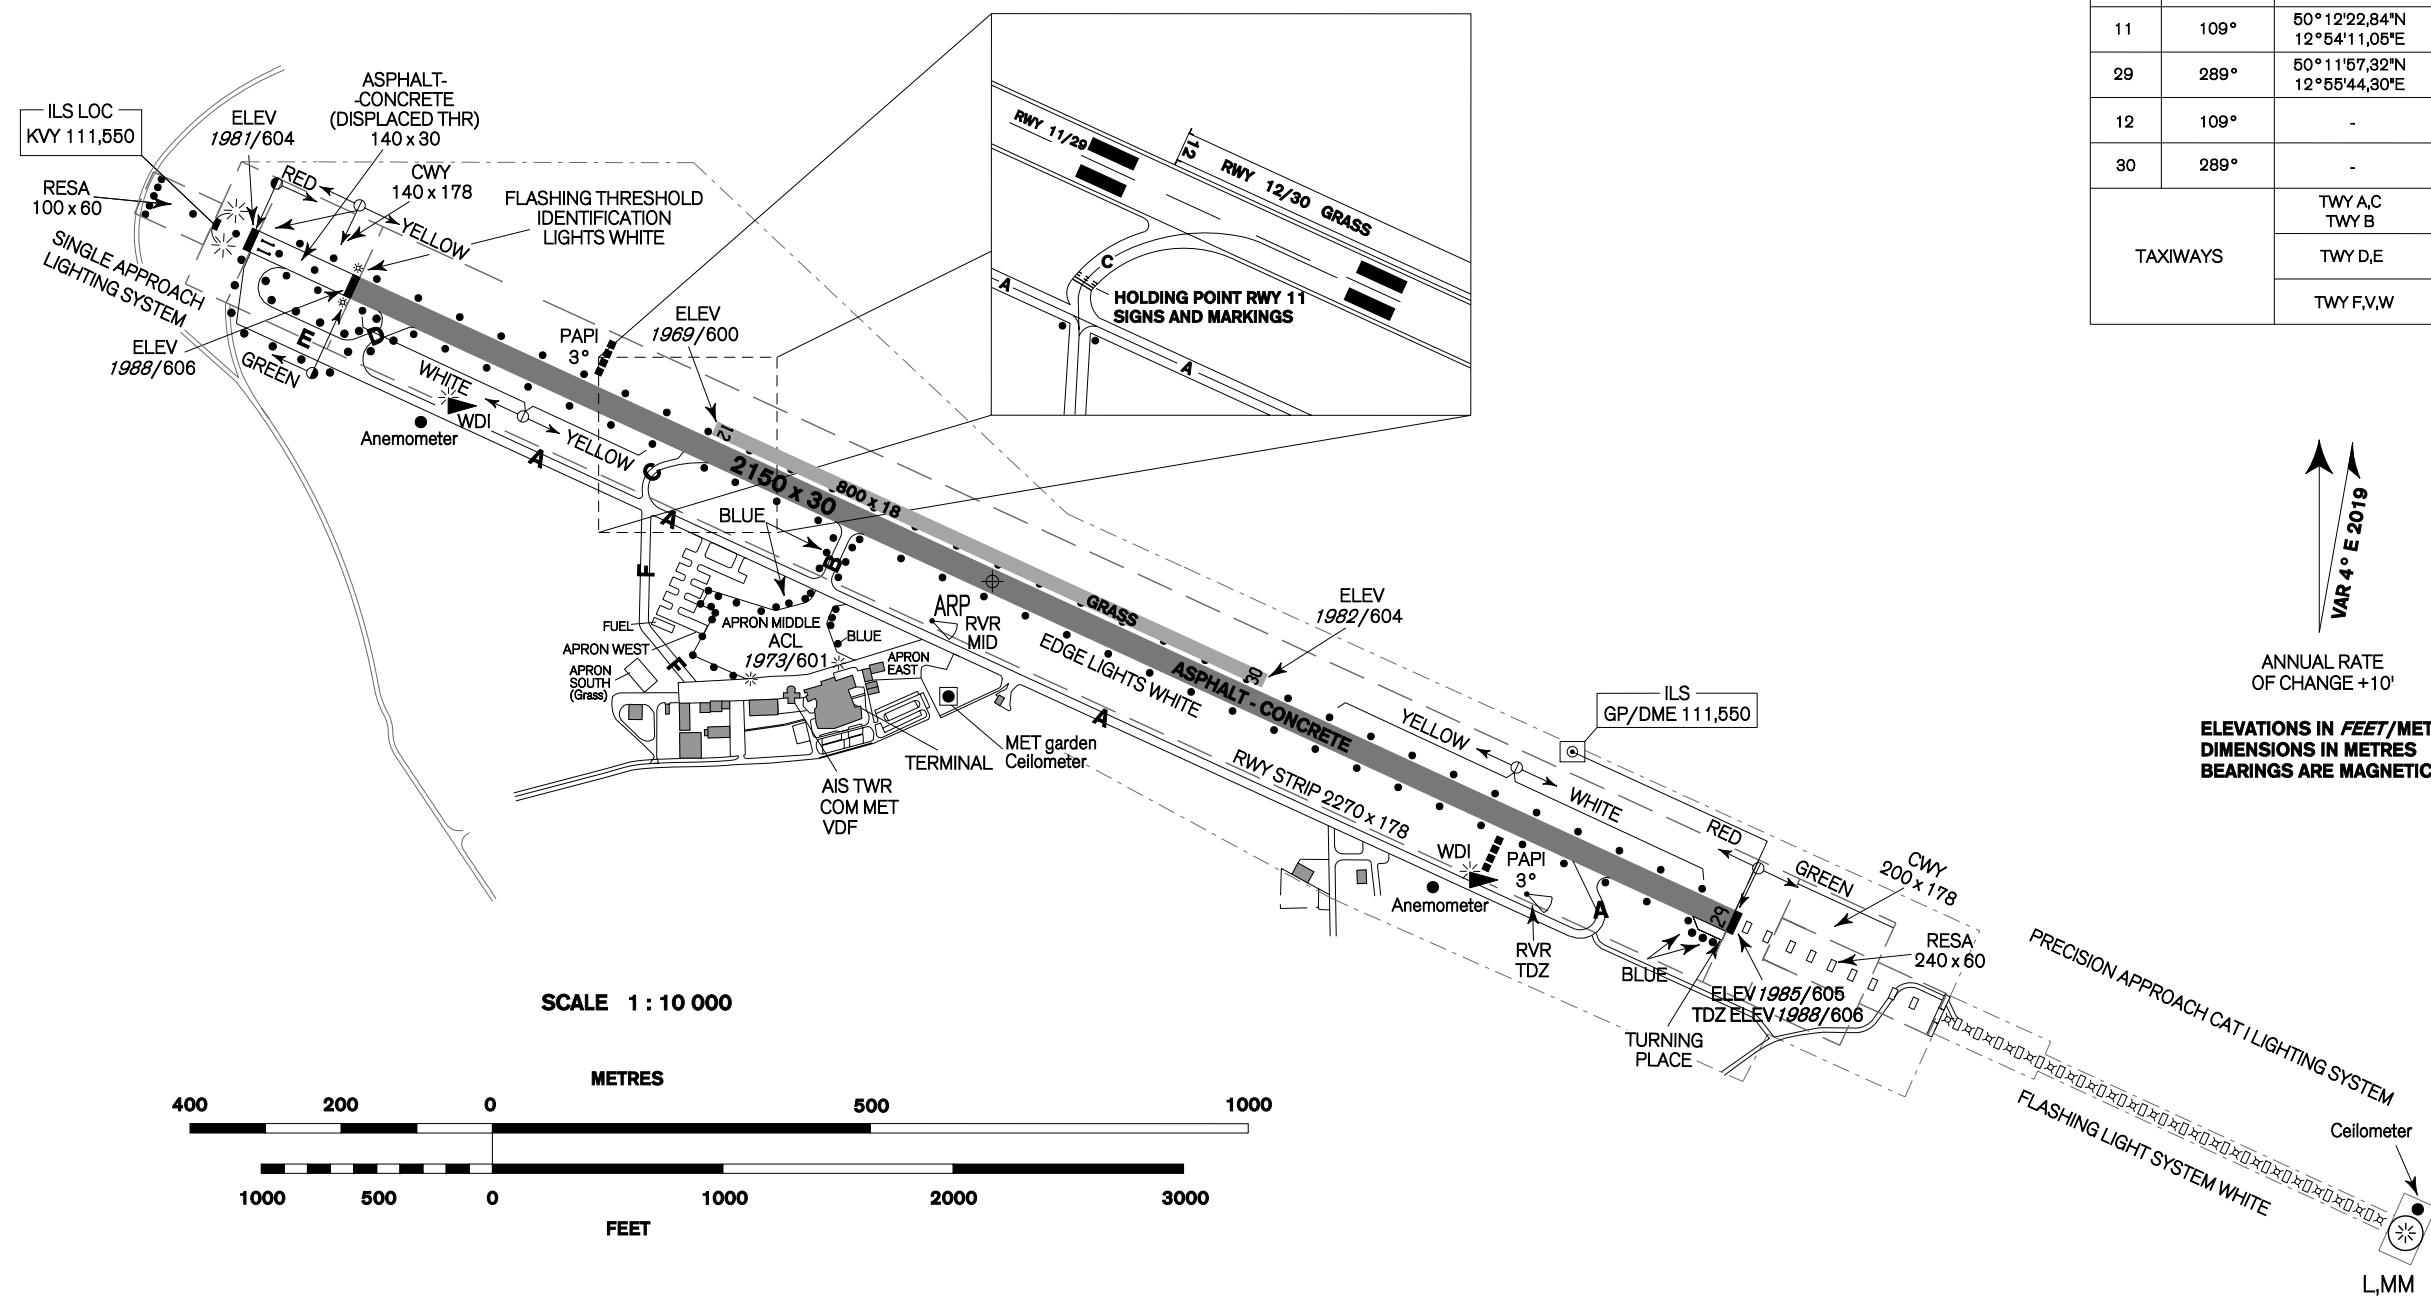 11 109° 50°12'22,84"N
12°54'11,05"E
29 289° 50°11'57,32"N
12°55'44,30"E
12 109° -
30 289° -
TAXIWAYS
TWY A,C
TWY B
TWY D,E
TWY F,V,W
ILS LOC
KVY 111,550
ELEV
1981/604
ASPHALT-
-CONCRETE
(DISPLACED THR)
140 x 30
CWY
140 x 178
RED
YELLOW
FLASHING THRESHOLD
IDENTIFICATION
LIGHTS WHITE
RESA
100 x 60
SINGLE APPROACH
LIGHTING SYSTEM
11
E
D
GREEN
ELEV
1988/606
WHITE
WDI
Anemometer
YELLOW
A
C
A
PAPI
3°
ELEV
1969/600
RWY 11/29
12
RWY 12/30 GRASS
C
A
HOLDING POINT RWY 11
SIGNS AND MARKINGS
A
12
2150 x 30
800 x 18
BLUE
B
F
ARP
RVR
MID
GRASS
ELEV
1982/604
30
EDGE LIGHTS WHITE
ASPHALT - CONCRETE
FUEL
APRON WEST
APRON
SOUTH
(Grass)
F
APRON MIDDLE
ACL
1973/601
BLUE
APRON
EAST
TERMINAL
MET garden
Ceilometer
AIS TWR
COM MET
VDF
A
RWY STRIP 2270 x 178
YELLOW
WHITE
ILS
GP/DME 111,550
RED
GREEN
CWY
200 x 178
WDI
PAPI
3°
Anemometer
RVR
TDZ
A
29
BLUE
RESA
240 x 60
ELEV 1985/605
TDZ ELEV 1988/606
TURNING
PLACE
PRECISION APPROACH CAT I LIGHTING SYSTEM
FLASHING LIGHT SYSTEM WHITE
Ceilometer
L,MM
VAR 4° E 2019
ANNUAL RATE
OF CHANGE +10'
ELEVATIONS IN FEET/MET
DIMENSIONS IN METRES
BEARINGS ARE MAGNETIC
SCALE 1 : 10 000
METRES
400 200 0 500 1000
1000 500 0 1000 2000 3000
FEET